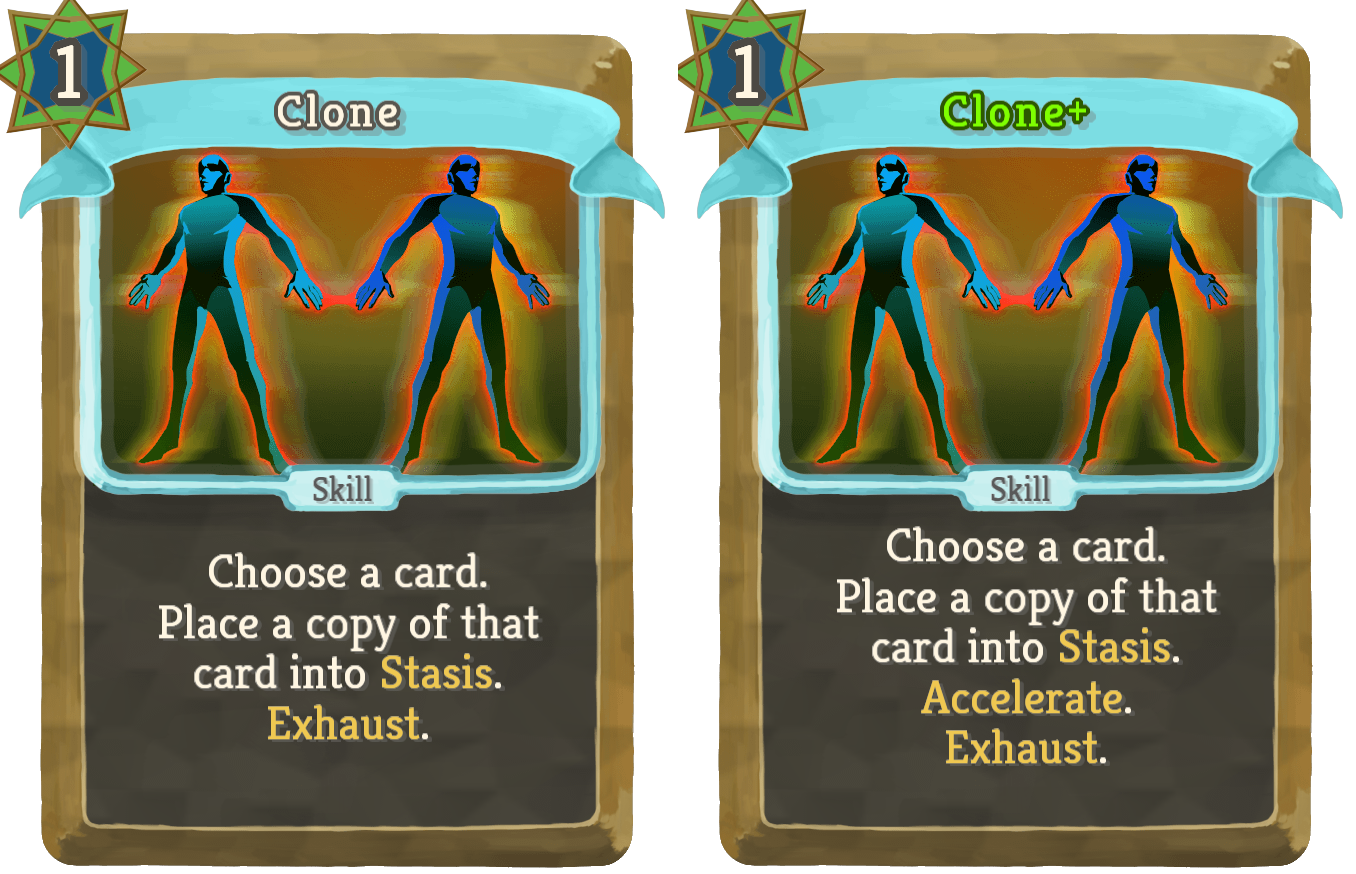 1
Clone
Skill
Choose a card.
Place a copy of that
card into Stasis.
Exhaust.
1
Clone+
Skill
Choose a card.
Place a copy of that
card into Stasis.
Accelerate.
Exhaust.